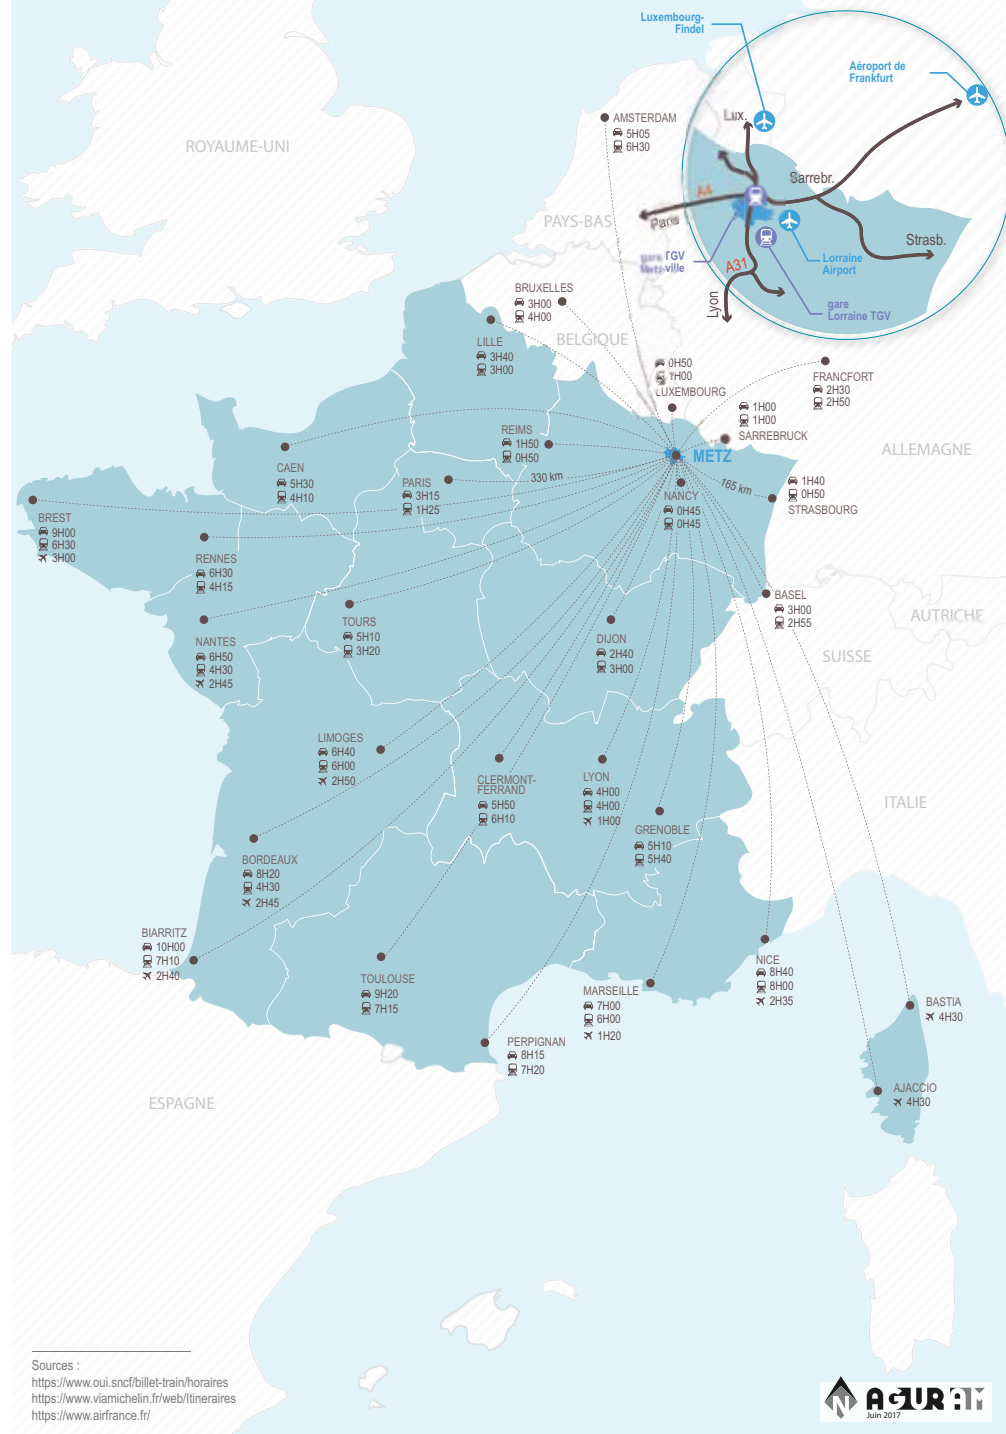 Luxembourg-
Findel
Aéroport de
Frankfurt
Lux.
Sarrebr.
A4
Paris
Strasb.
gare TGV
Metz-ville
A31
Lorraine
Airport
Lyon
gare
Lorraine TGV
ROYAUME-UNI
AMSTERDAM
5H05
6H30
PAYS-BAS
BRUXELLES
3H00
4H00
BELGIQUE
LILLE
3H40
3H00
0H50
1H00
LUXEMBOURG
FRANCFORT
2H30
2H50
1H00
1H00
SARREBRUCK
ALLEMAGNE
REIMS
1H50
0H50
METZ
CAEN
5H30
4H10
PARIS
3H15
1H25
330 km
165 km
NANCY
0H45
0H45
1H40
0H50
STRASBOURG
BREST
9H00
6H30
3H00
RENNES
6H30
4H15
BASEL
3H00
2H55
AUTRICHE
TOURS
5H10
3H20
NANTES
6H50
4H30
2H45
DIJON
2H40
3H00
SUISSE
LIMOGES
6H40
6H00
2H50
CLERMONT-
FERRAND
5H50
6H10
LYON
4H00
4H00
1H00
ITALIE
GRENOBLE
5H10
5H40
BORDEAUX
8H20
4H30
2H45
BIARRITZ
10H00
7H10
2H40
TOULOUSE
9H20
7H15
MARSEILLE
7H00
6H00
1H20
NICE
8H40
8H00
2H35
BASTIA
4H30
PERPIGNAN
8H15
7H20
AJACCIO
4H30
ESPAGNE
Sources :
https://www.oui.sncf/billet-train/horaires
https://www.viamichelin.fr/web/Itineraires
https://www.airfrance.fr/
N
AGURAM
Juin 2017